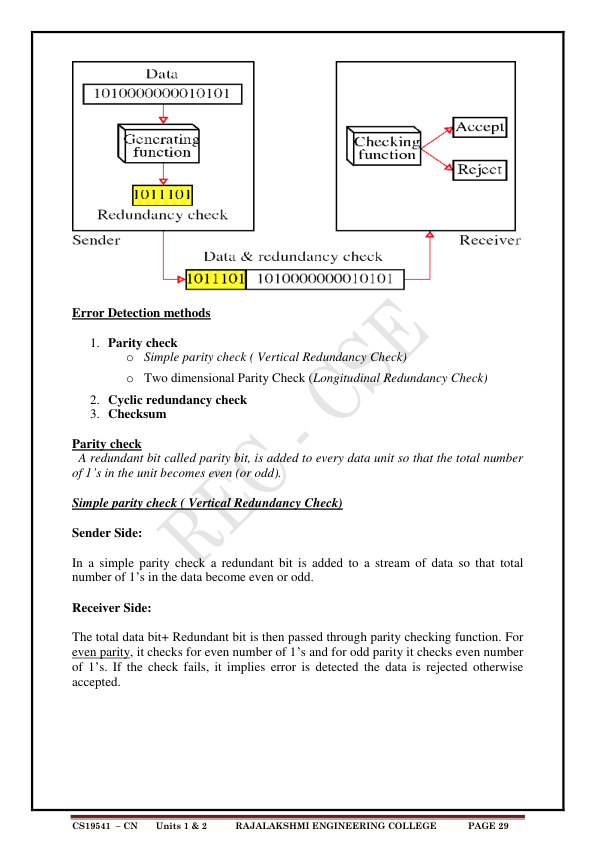 Data
1010000000010101
Generating
function
1011101
Redundancy check
Sender
Checking
function
Accept
Reject
Receiver
Data & redundancy check
1011101 1010000000010101
Error Detection methods
1. Parity check
o Simple parity check ( Vertical Redundancy Check)
o Two dimensional Parity Check (Longitudinal Redundancy Check)
2. Cyclic redundancy check
3. Checksum
Parity check
A redundant bit called parity bit, is added to every data unit so that the total number
of 1's in the unit becomes even (or odd).
Simple parity check ( Vertical Redundancy Check)
Sender Side:
In a simple parity check a redundant bit is added to a stream of data so that total
number of 1's in the data become even or odd.
Receiver Side:
The total data bit+ Redundant bit is then passed through parity checking function. For
even parity, it checks for even number of 1's and for odd parity it checks even number
of 1's. If the check fails, it implies error is detected the data is rejected otherwise
accepted.
REC - CSE
CS19541 – CN Units 1 & 2 RAJALAKSHMI ENGINEERING COLLEGE PAGE 29